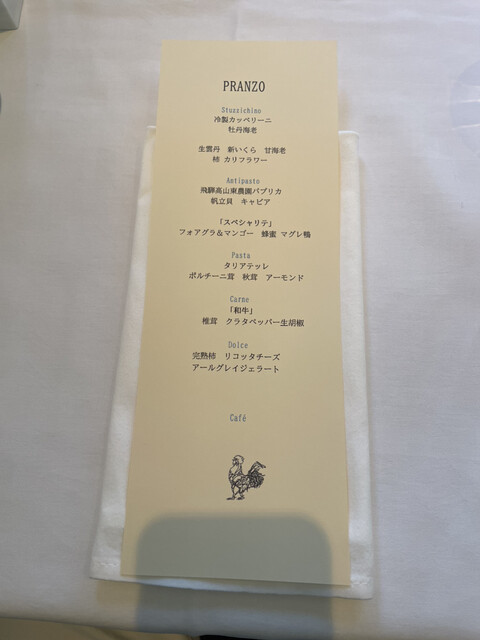 PRANZO
Stuzzichino
冷製カッペリーニ
牡丹海老
生雲丹　新いくら　甘海老
柿 カリフラワー
Antipasto
飛騨高山東農園パプリカ
帆立貝　キャビア
「スペシャリテ」
フォアグラ&マンゴー　蜂蜜 マグレ鴨
Pasta
タリアテッレ
ポルチーニ茸　秋茸　アーモンド
Carne
「和牛」
椎茸　クラタペッパー生胡椒
Dolce
完熟柿　リコッタチーズ
アールグレイジェラート
Café